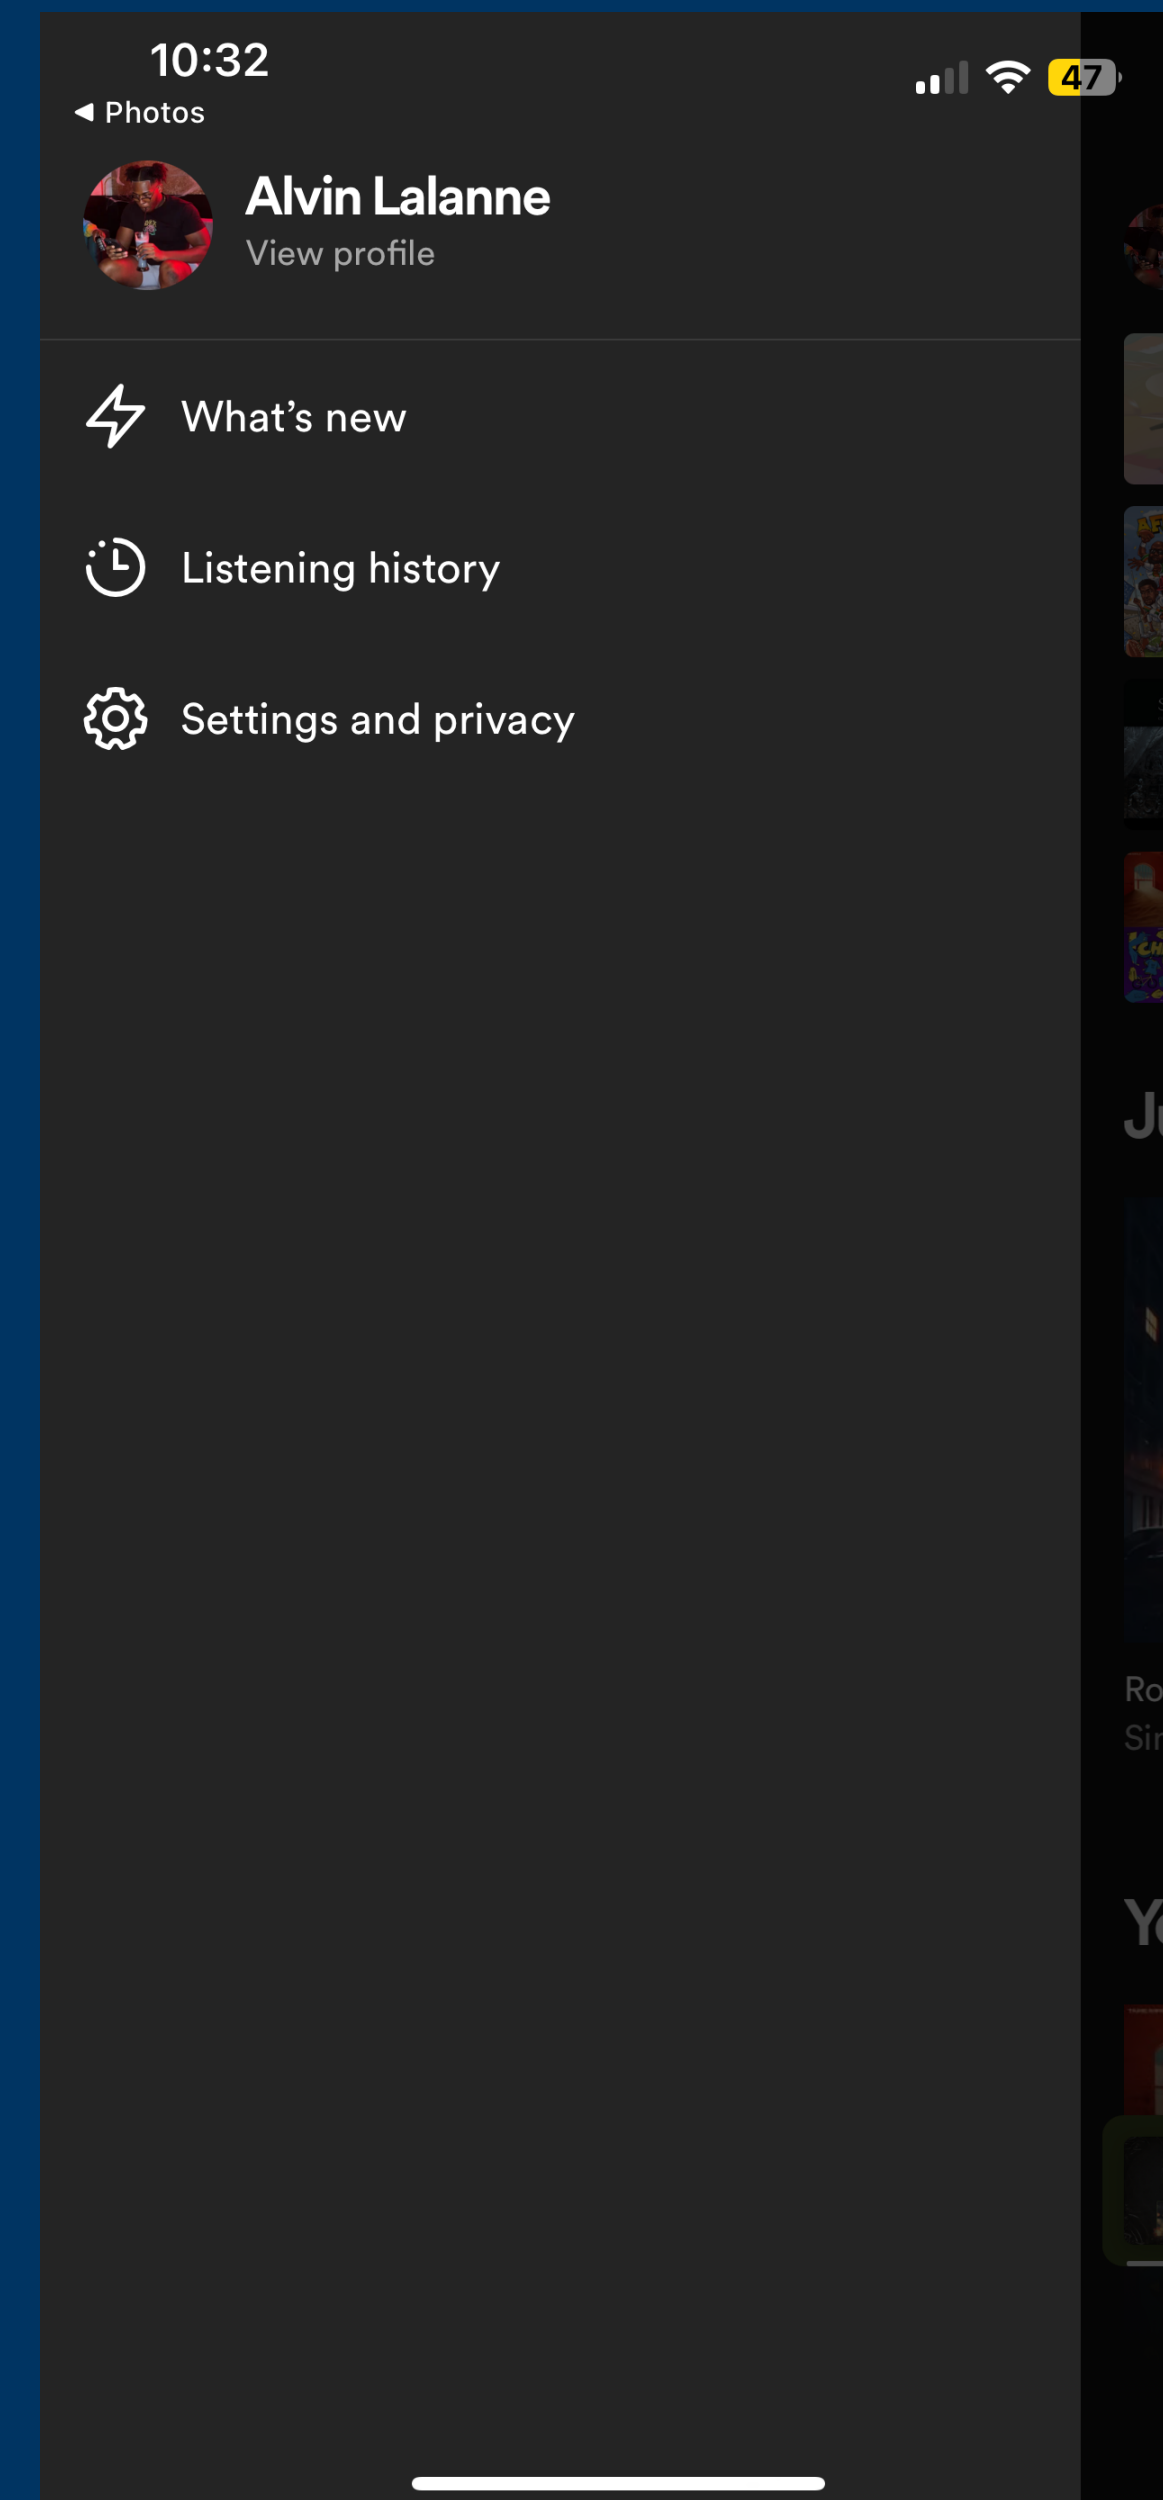 10:32
47
Photos
Alvin Lalanne
View profile
What's new
Listening history
Settings and privacy